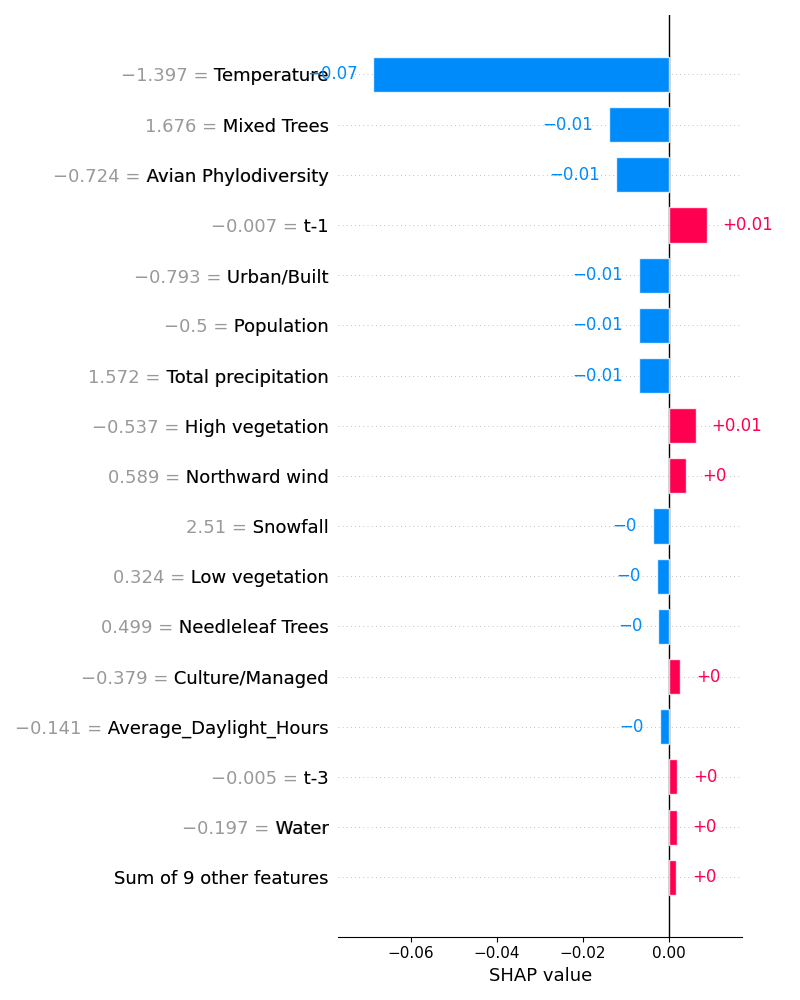 −1.397 = Temperature −0.07
1.676 = Mixed Trees −0.01
−0.724 = Avian Phylodiversity −0.01
−0.007 = t-1 +0.01
−0.793 = Urban/Built −0.01
−0.5 = Population −0.01
1.572 = Total precipitation −0.01
−0.537 = High vegetation +0.01
0.589 = Northward wind +0
2.51 = Snowfall −0
0.324 = Low vegetation −0
0.499 = Needleleaf Trees −0
−0.379 = Culture/Managed +0
−0.141 = Average_Daylight_Hours −0
−0.005 = t-3 +0
−0.197 = Water +0
Sum of 9 other features +0
−0.06 −0.04 −0.02 0.00
SHAP value